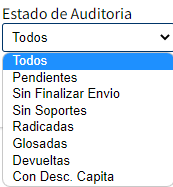 Estado de Auditoria
Todos
Todos
Pendientes
Sin Finalizar Envio
Sin Soportes
Radicadas
Glosadas
Devueltas
Con Desc. Capita